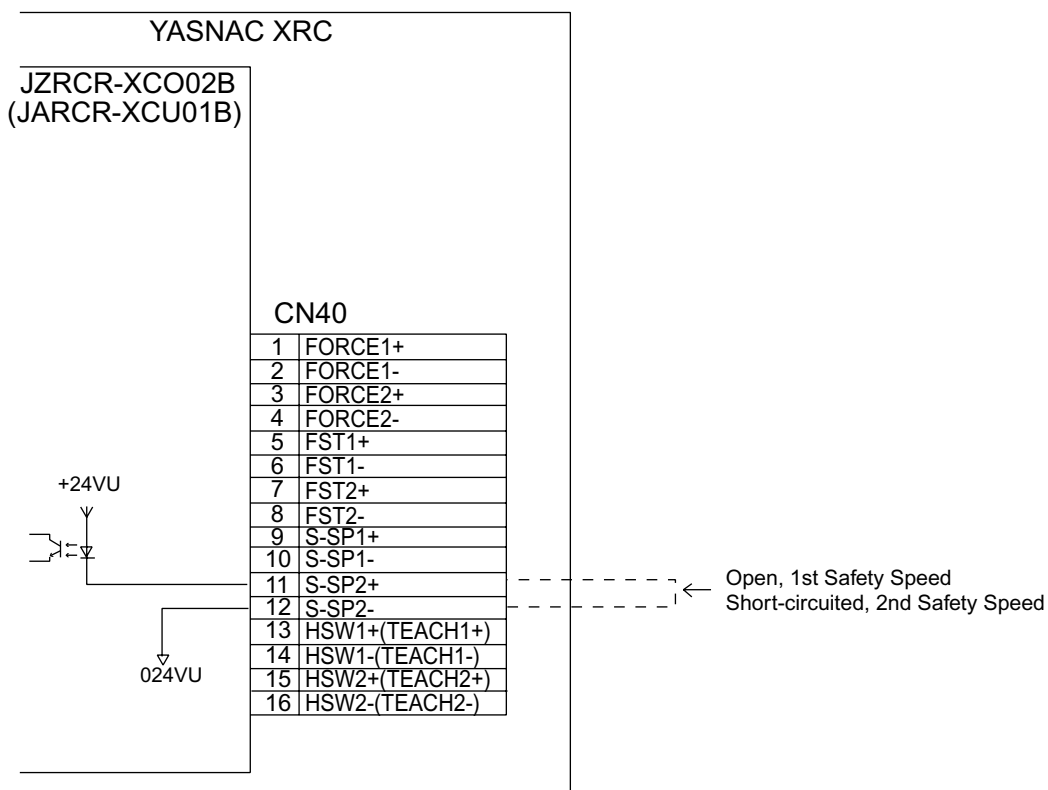 YASNAC XRC
JZRCR-XCO02B
(JARCR-XCU01B)
CN40
1 FORCE1+
2 FORCE1-
3 FORCE2+
4 FORCE2-
5 FST1+
6 FST1-
7 FST2+
8 FST2-
9 S-SP1+
10 S-SP1-
11 S-SP2+
12 S-SP2-
13 HSW1+(TEACH1+)
14 HSW1-(TEACH1-)
15 HSW2+(TEACH2+)
16 HSW2-(TEACH2-)
+24VU
024VU
Open, 1st Safety Speed
Short-circuited, 2nd Safety Speed